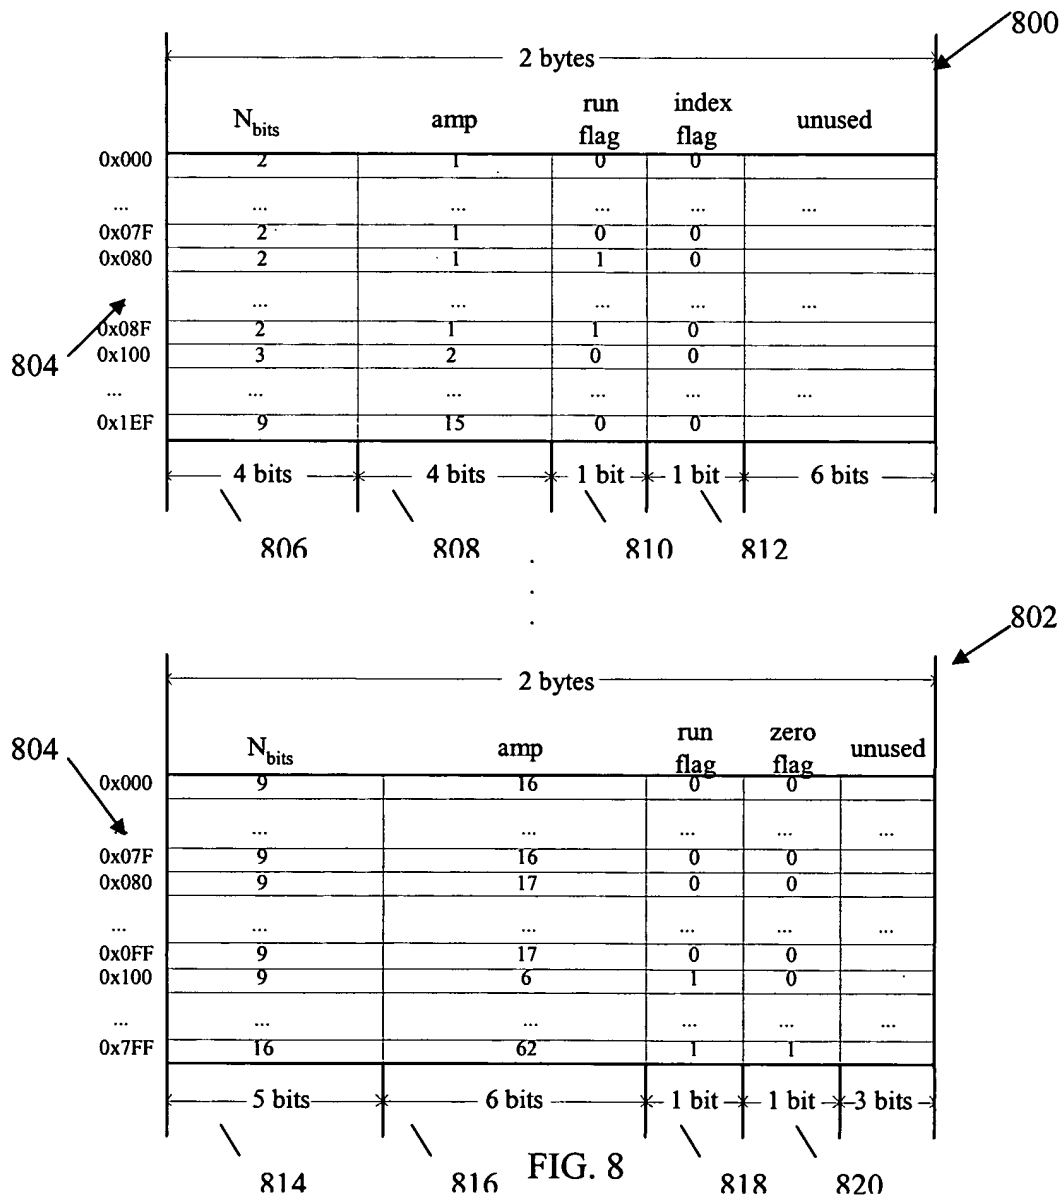 800
2 bytes
N_bits amp run flag index flag unused
0x000 2 1 0 0
... ... ... ... ... ...
0x07F 2 1 0 0
0x080 2 1 1 0
... ... ... ... ...
0x08F 2 1 1 0
804
0x100 3 2 0 0
... ... ... ... ... ...
0x1EF 9 15 0 0
4 bits 4 bits 1 bit 1 bit 6 bits
806 808 810 812
.
.
.
802
2 bytes
804
N_bits amp run flag zero flag unused
0x000 9 16 0 0
... ... ... ... ... ...
0x07F 9 16 0 0
0x080 9 17 0 0
... ... ... ... ... ...
0x0FF 9 17 0 0
0x100 9 6 1 0
... ... ... ... ... ...
0x7FF 16 62 1 1
5 bits 6 bits 1 bit 1 bit 3 bits
814 816 818 820
FIG. 8